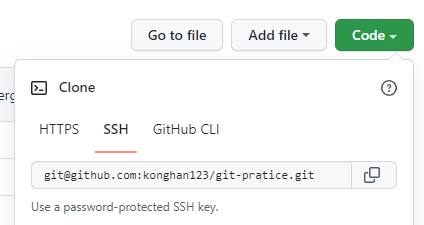 Go to file Add file Code
erg
Clone
HTTPS SSH GitHub CLI
git@github.com:konghan123/git-pratice.git
Use a password-protected SSH key.